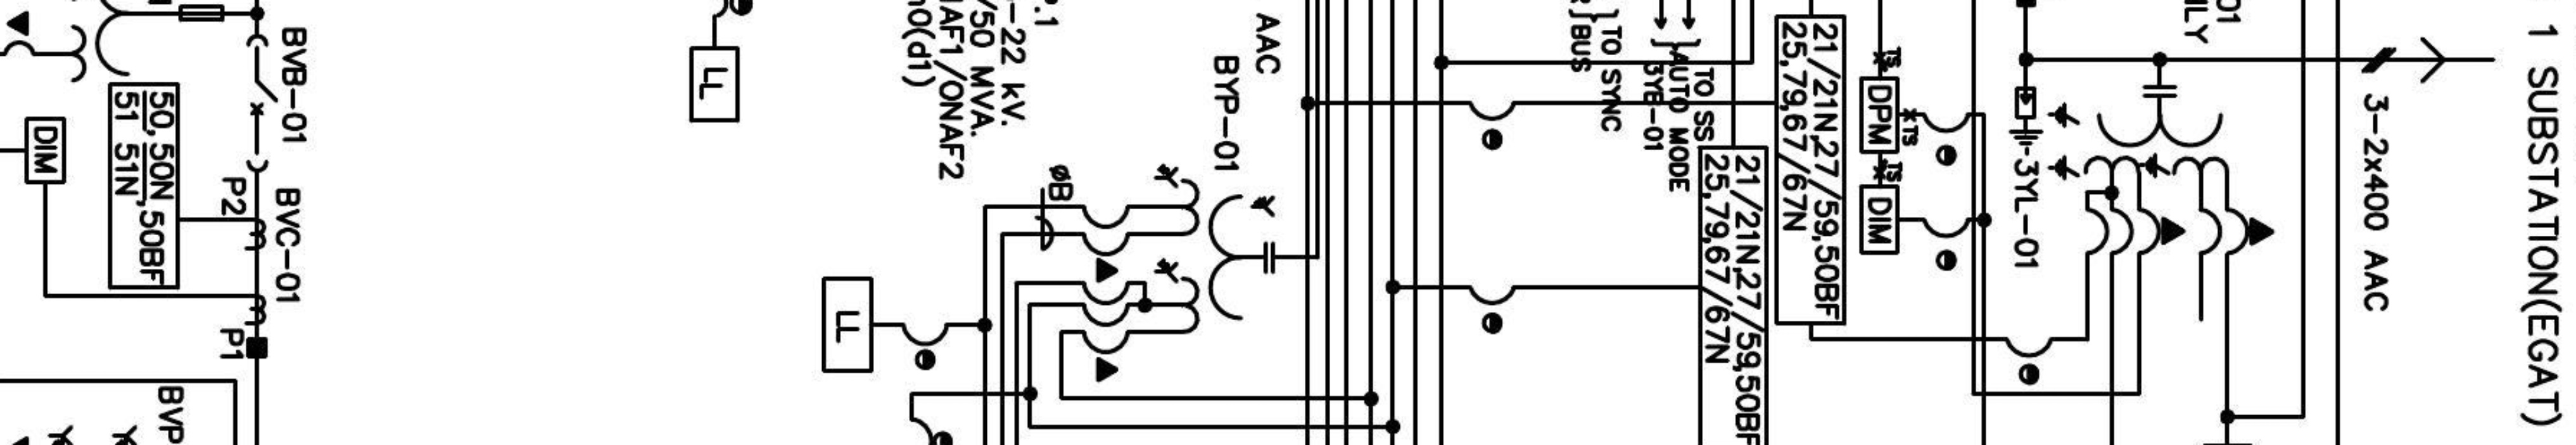 1 SUBSTATION(EGAT)
3-2x400 AAC
01
3YL-01
TS
TS
TS
DPM
DIM
21/21N,27/59,50BF
25,79,67/67N
21/21N,27/59,50BF
25,79,67/67N
TO SS
}AUTO MODE
}3YB-01
}TO SYNC
}BUS
AAC
BYP-01
ØB
P.1
-22 kV.
/50 MVA.
NAF1/ONAF2
n0(d1)
LL
LL
BVB-01
BVC-01
P2
P1
50,50N,50BF
51 51N
DIM
BVP